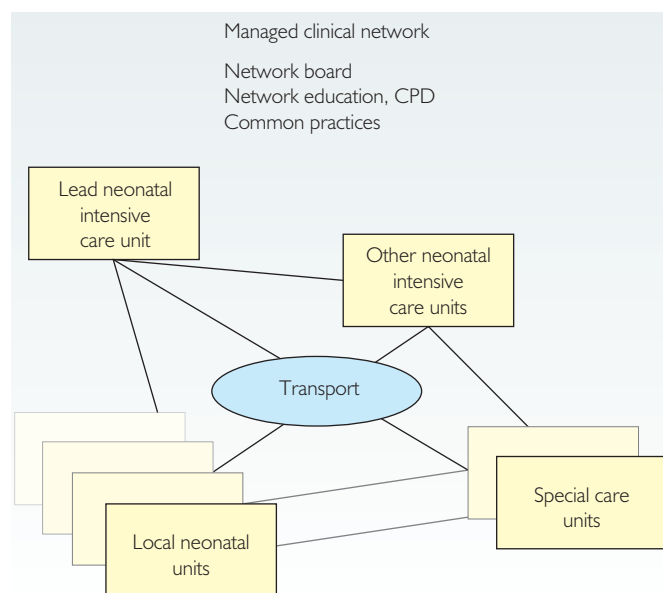 Managed clinical network
Network board
Network education, CPD
Common practices
Lead neonatal
intensive
care unit
Other neonatal
intensive
care units
Transport
Special care
units
Local neonatal
units